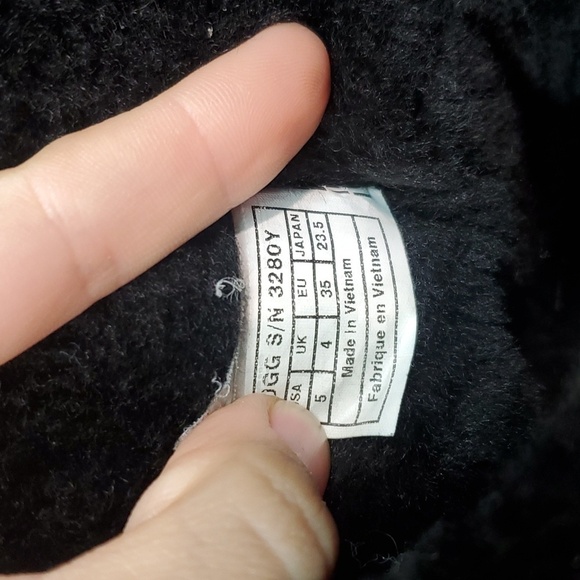 UGG S/N 3280Y
USA UK EU JAPAN
5 4 35 23.5
Made in Vietnam
Fabrique en Vietnam